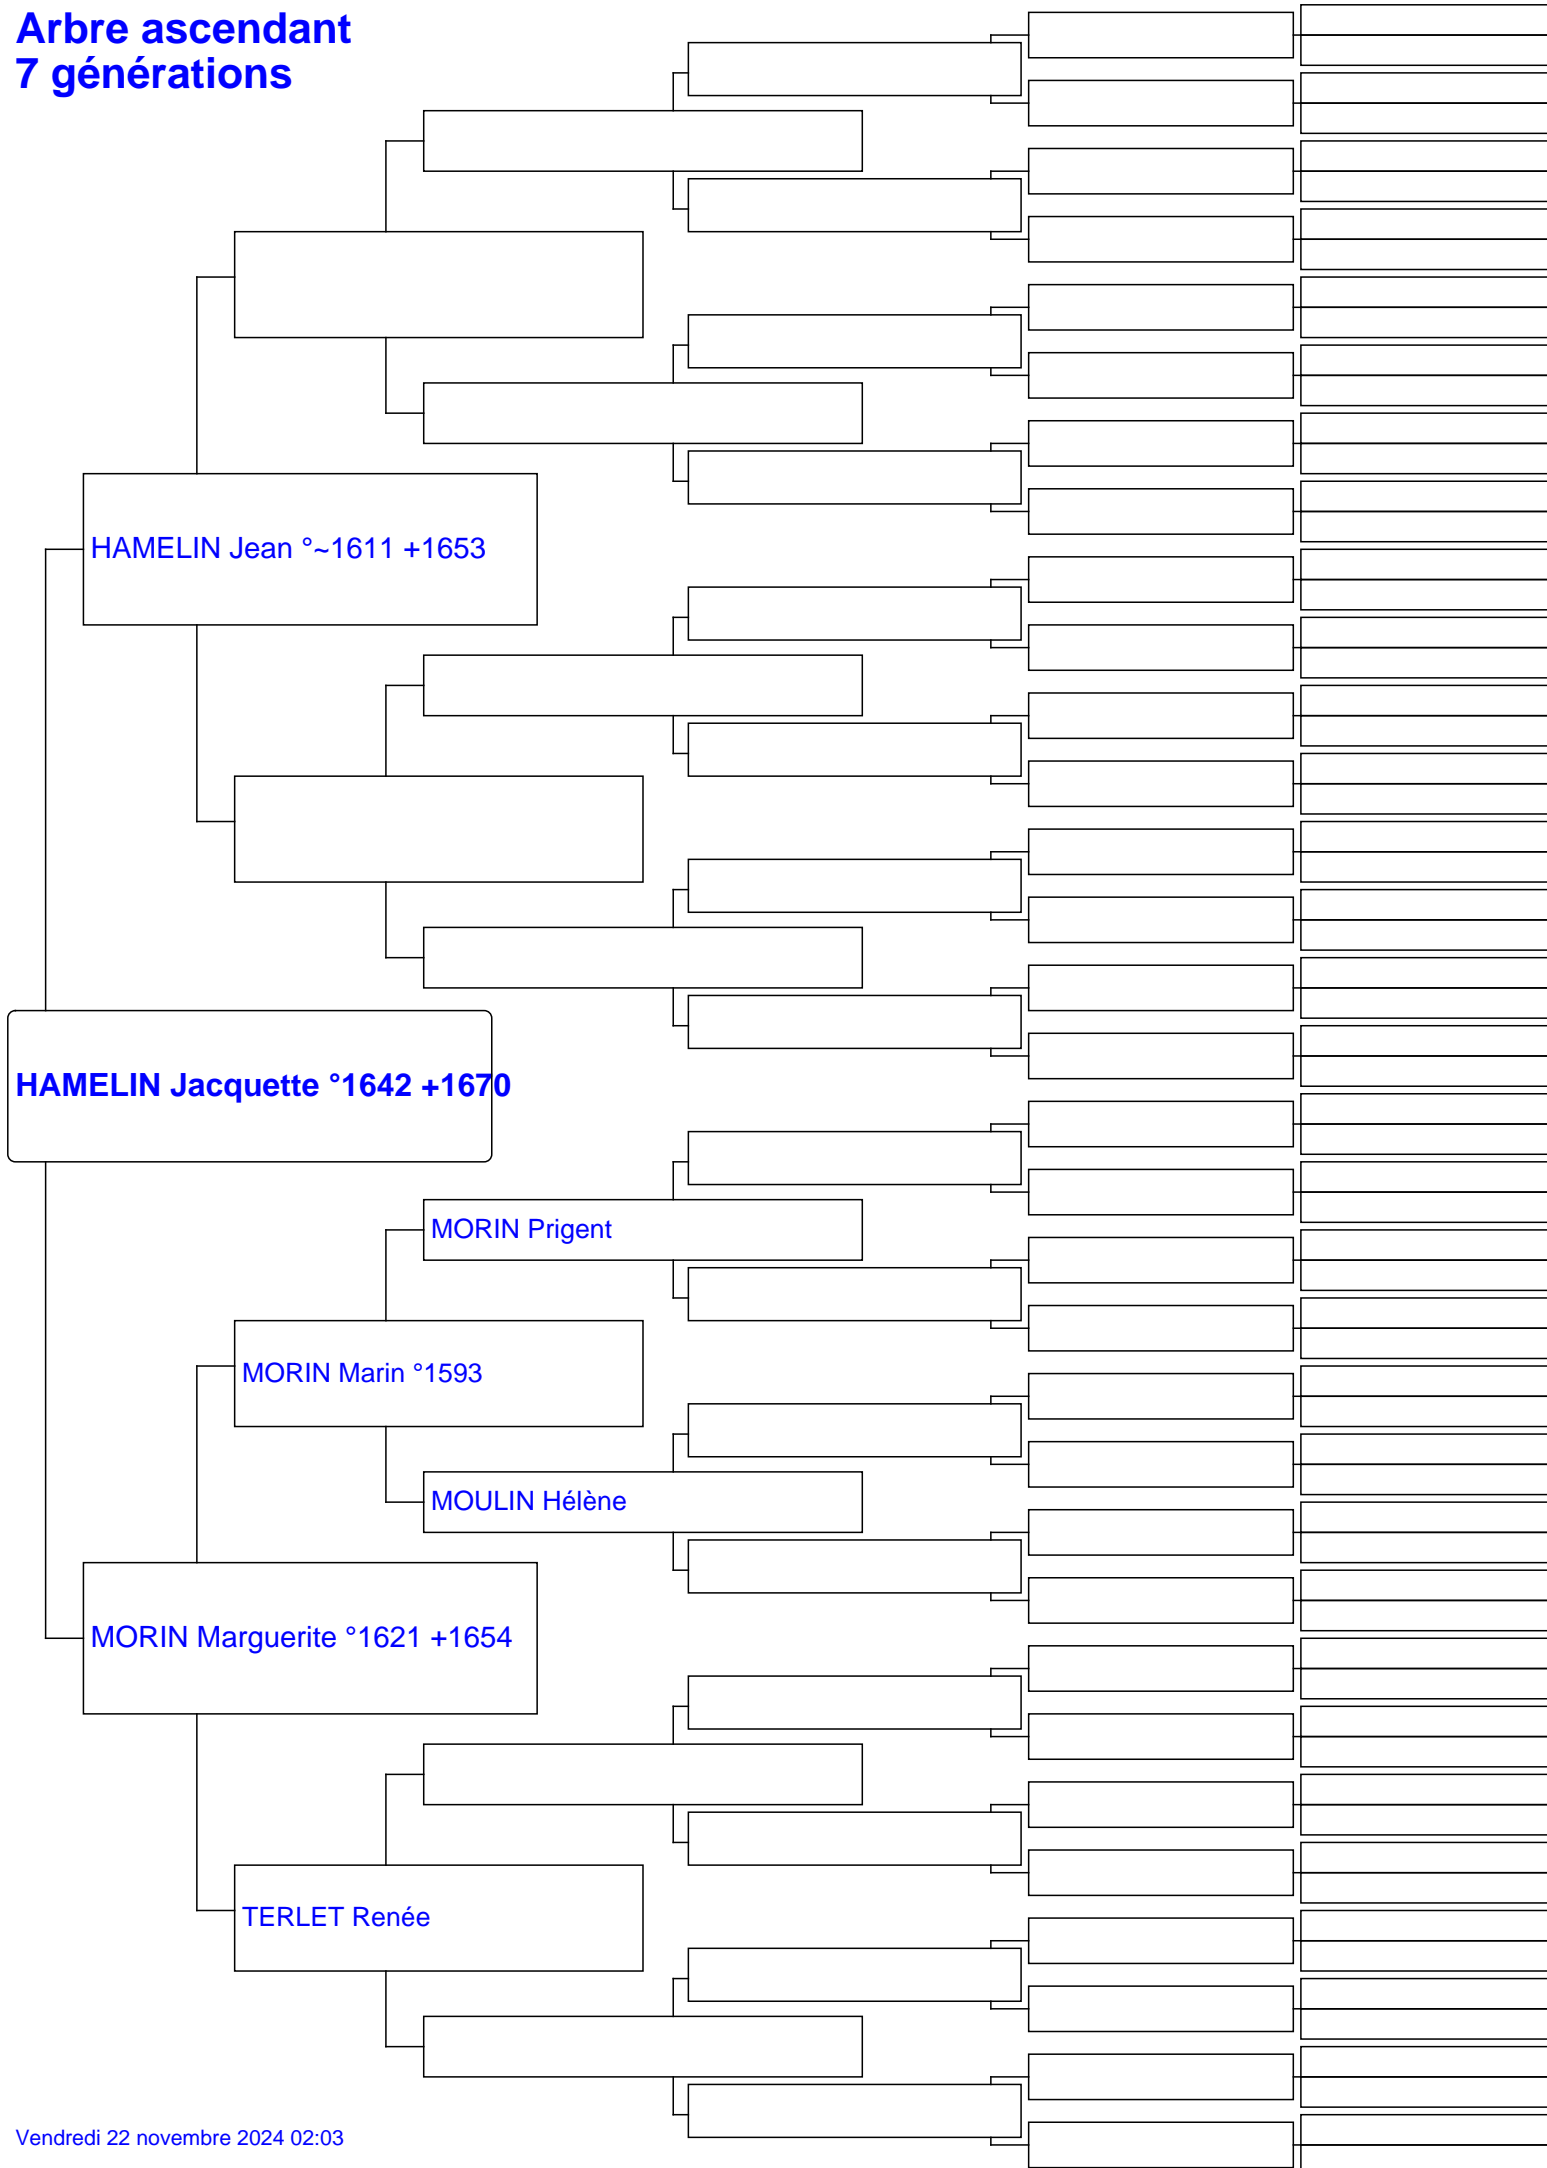 Arbre ascendant
7 générations
HAMELIN Jean °~1611 +1653
HAMELIN Jacquette °1642 +1670
MORIN Prigent
MORIN Marin °1593
MOULIN Hélène
MORIN Marguerite °1621 +1654
TERLET Renée
Vendredi 22 novembre 2024 02:03